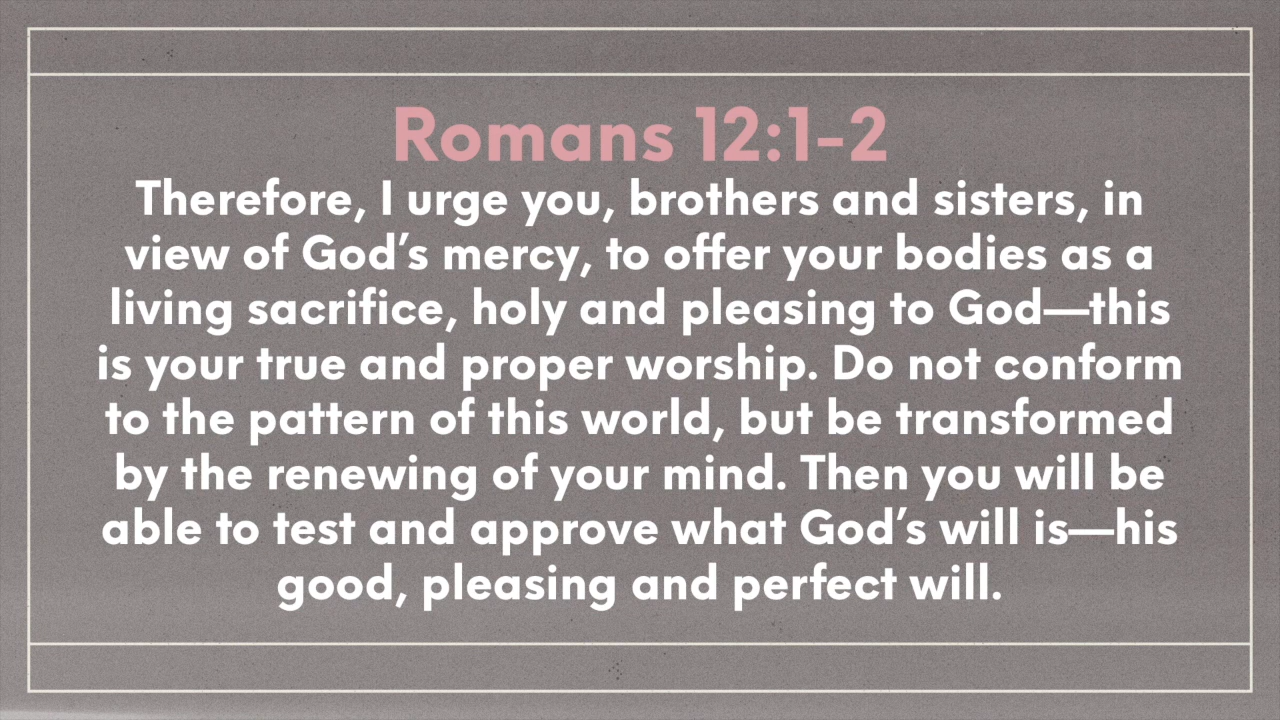 Romans 12:1-2
Therefore, I urge you, brothers and sisters, in
view of God’s mercy, to offer your bodies as a
living sacrifice, holy and pleasing to God—this
is your true and proper worship. Do not conform
to the pattern of this world, but be transformed
by the renewing of your mind. Then you will be
able to test and approve what God’s will is—his
good, pleasing and perfect will.